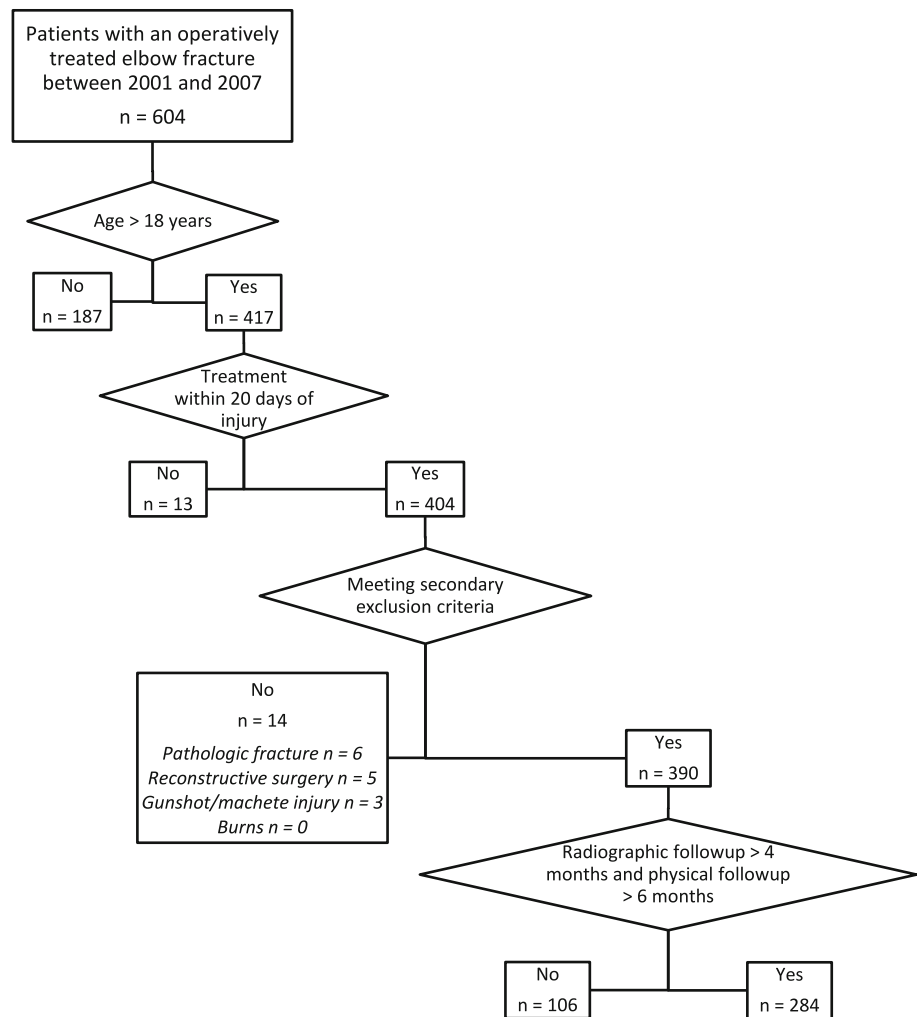 Patients with an operatively
treated elbow fracture
between 2001 and 2007
n = 604
Age > 18 years
No
n = 187
Yes
n = 417
Treatment
within 20 days of
injury
No
n = 13
Yes
n = 404
Meeting secondary
exclusion criteria
No
n = 14
Pathologic fracture n = 6
Reconstructive surgery n = 5
Gunshot/machete injury n = 3
Burns n = 0
Yes
n = 390
Radiographic followup > 4
months and physical followup
> 6 months
No
n = 106
Yes
n = 284